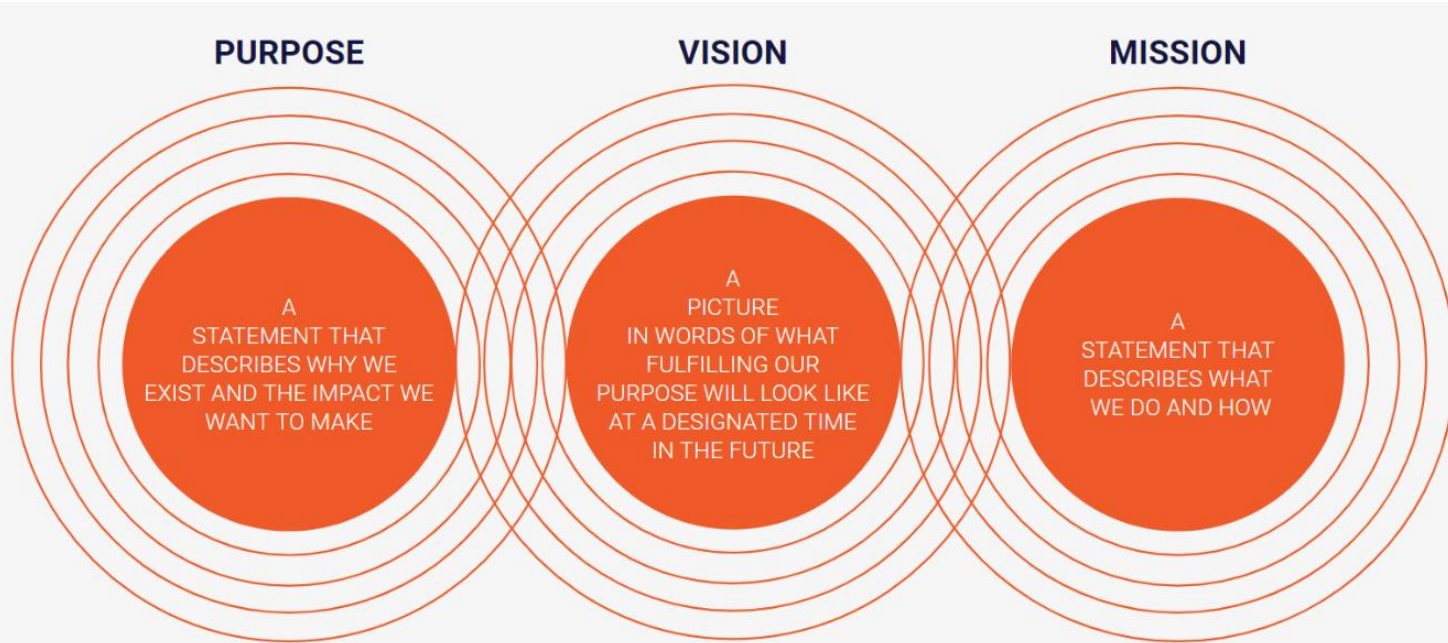 PURPOSE
A
STATEMENT THAT
DESCRIBES WHY WE
EXIST AND THE IMPACT WE
WANT TO MAKE
VISION
A
PICTURE
IN WORDS OF WHAT
FULFILLING OUR
PURPOSE WILL LOOK LIKE
AT A DESIGNATED TIME
IN THE FUTURE
MISSION
A
STATEMENT THAT
DESCRIBES WHAT
WE DO AND HOW